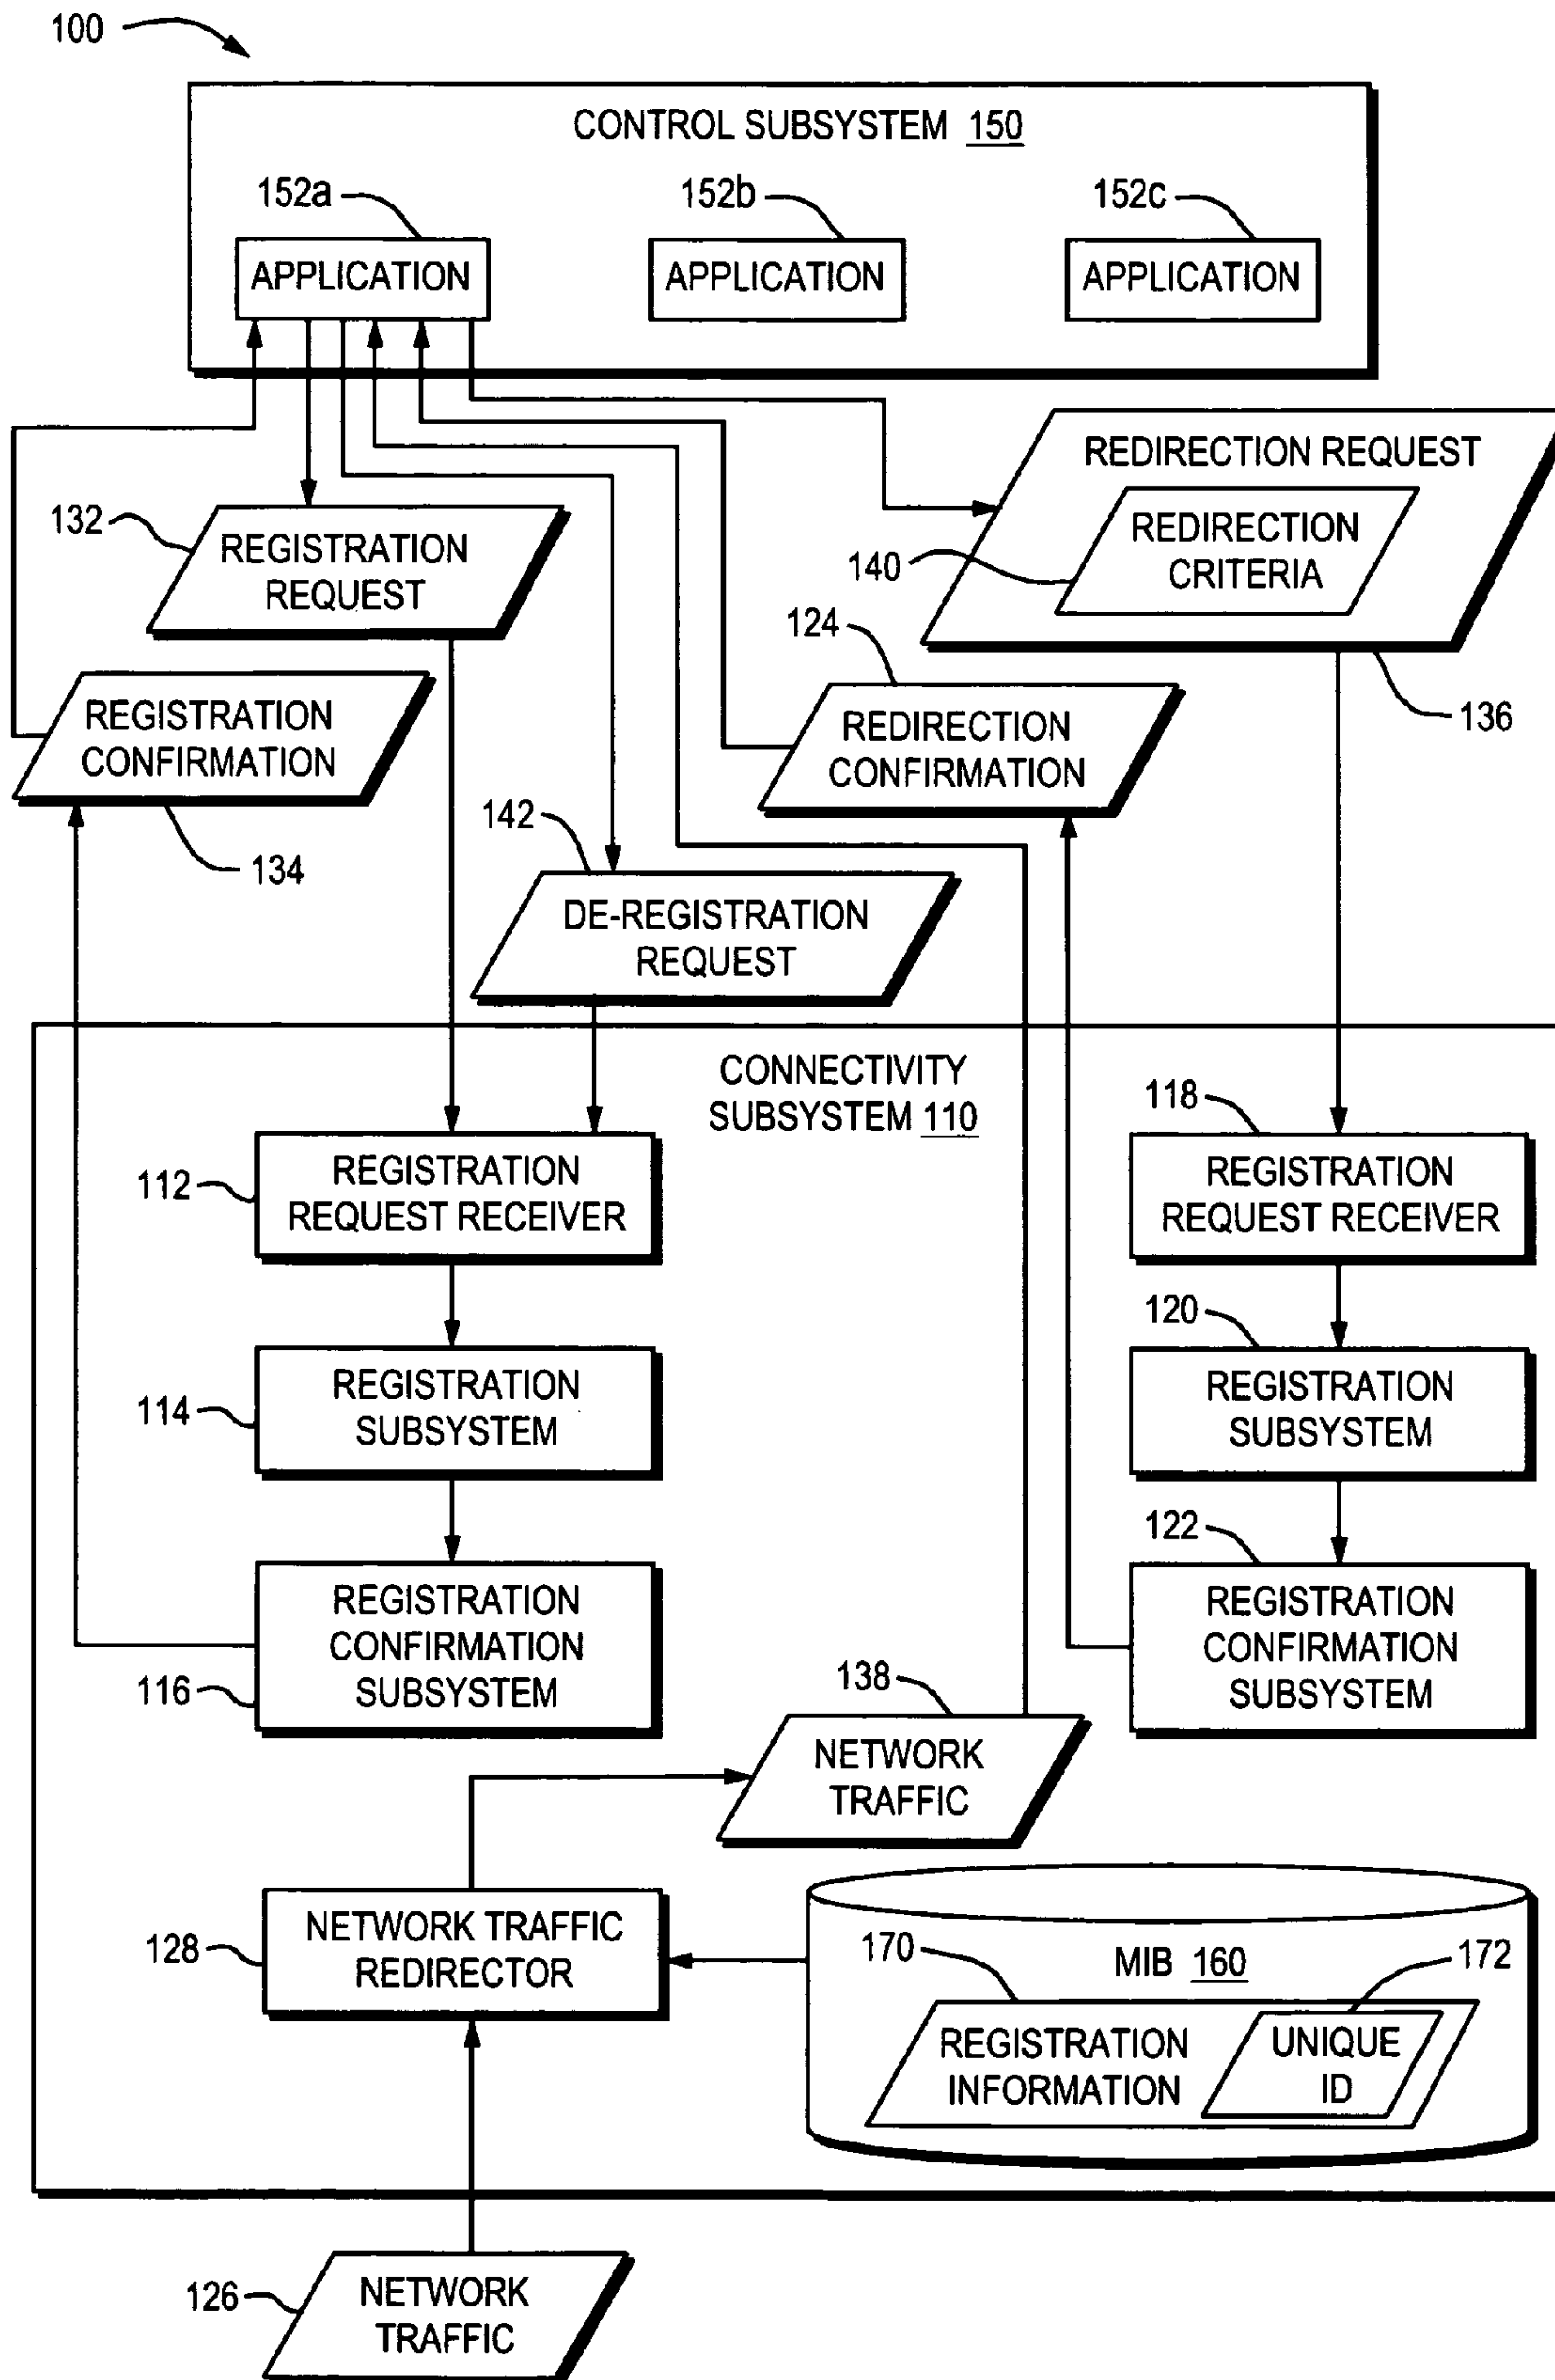 100
CONTROL SUBSYSTEM 150
152a
152b
152c
APPLICATION
APPLICATION
APPLICATION
REDIRECTION REQUEST
REDIRECTION
CRITERIA
140
136
132
REGISTRATION
REQUEST
124
REDIRECTION
CONFIRMATION
REGISTRATION
CONFIRMATION
134
142
DE-REGISTRATION
REQUEST
CONNECTIVITY
SUBSYSTEM 110
112
REGISTRATION
REQUEST RECEIVER
118
REGISTRATION
REQUEST RECEIVER
114
REGISTRATION
SUBSYSTEM
120
REGISTRATION
SUBSYSTEM
116
REGISTRATION
CONFIRMATION
SUBSYSTEM
122
REGISTRATION
CONFIRMATION
SUBSYSTEM
138
NETWORK
TRAFFIC
128
NETWORK TRAFFIC
REDIRECTOR
MIB 160
170
172
REGISTRATION
INFORMATION
UNIQUE
ID
126
NETWORK
TRAFFIC